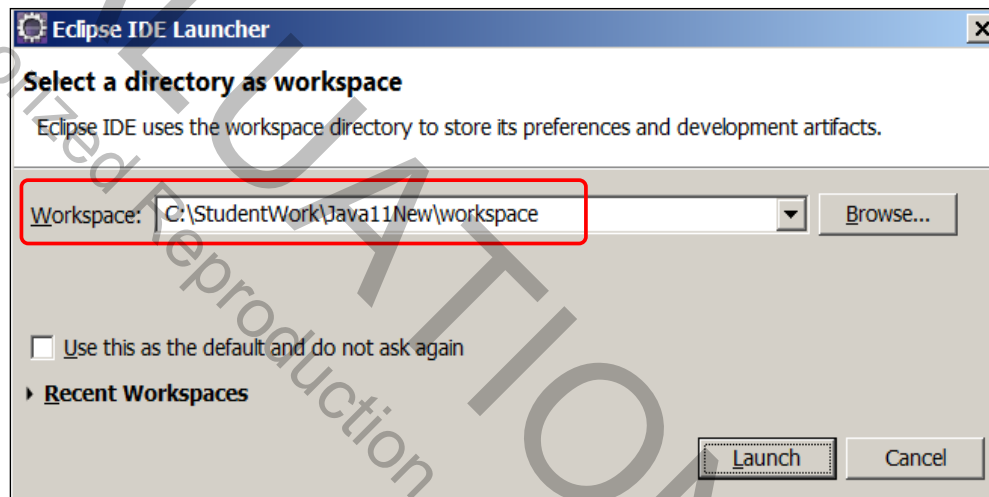 Eclipse IDE Launcher
Select a directory as workspace
Eclipse IDE uses the workspace directory to store its preferences and development artifacts.
Workspace: C:\StudentWork\Java11New\workspace Browse...
Use this as the default and do not ask again
Recent Workspaces
Launch Cancel
Reproduction